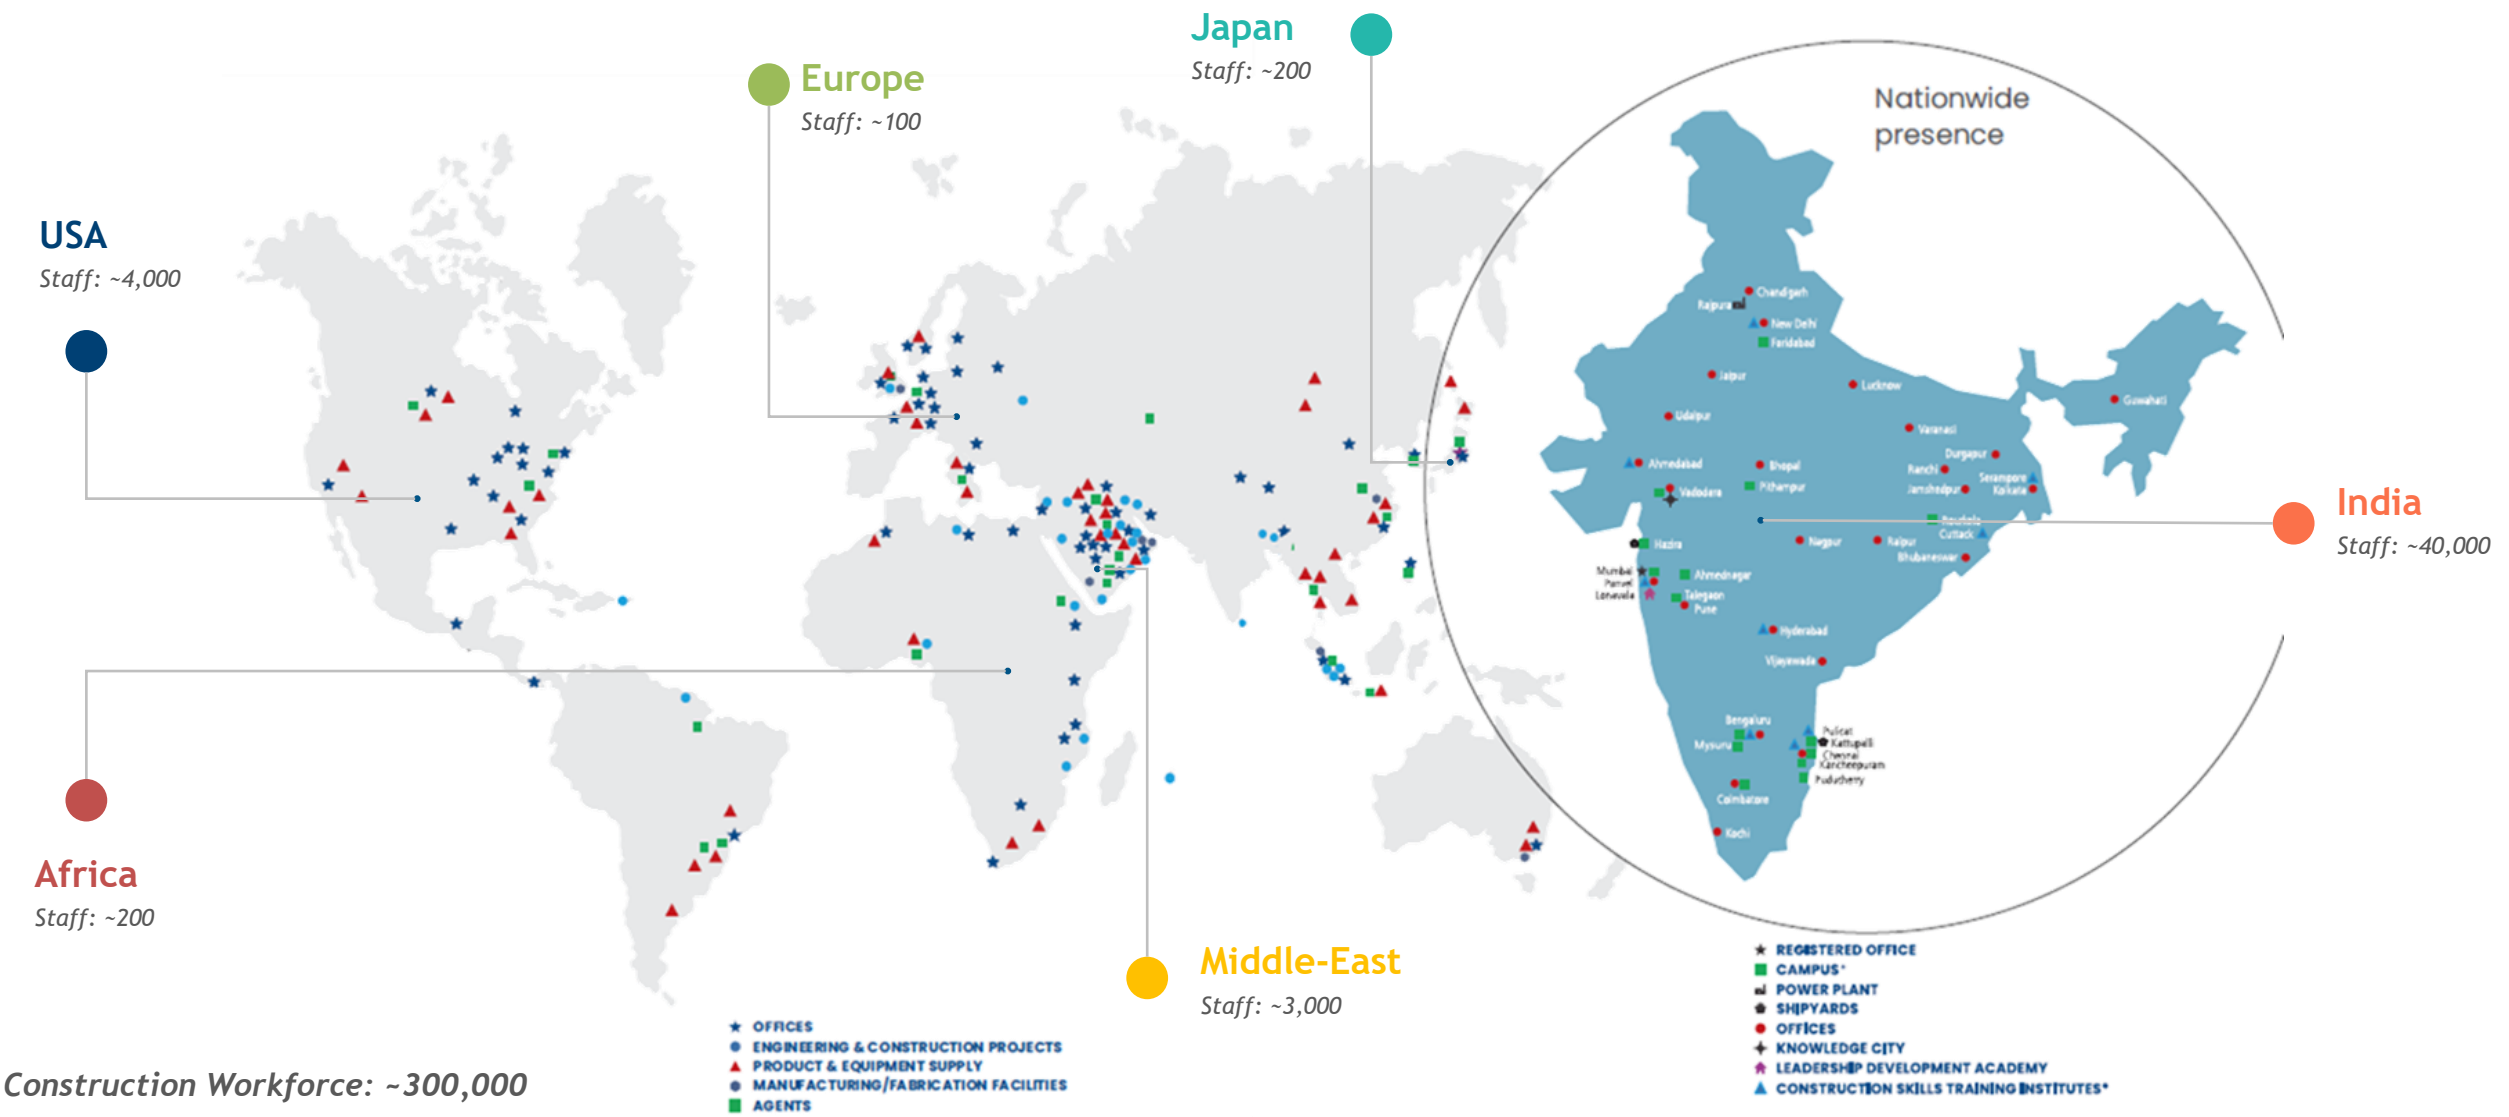 Japan
Staff: ~200
Europe
Staff: ~100
Nationwide
presence
USA
Staff: ~4,000
India
Staff: ~40,000
Africa
Staff: ~200
Middle-East
Staff: ~3,000
Construction Workforce: ~300,000
Chandigarh
Rajpura
New Delhi
Faridabad
Jaipur
Lucknow
Udaipur
Guwahati
Varanasi
Durgapur
Ahmedabad
Bhopal
Ranchi
Serampore
Vadodara
Pithampur
Jamshedpur
Kolkata
Cuttack
Hazira
Nagpur
Raipur
Bhubaneswar
Mumbai
Ahmednagar
Panvel
Lonavala
Talegaon
Pune
Hyderabad
Vijayawada
Bengaluru
Pulicat
Mysuru
Kattupalli
Chennai
Kancheepuram
Puducherry
Coimbatore
Kochi
OFFICES
ENGINEERING & CONSTRUCTION PROJECTS
PRODUCT & EQUIPMENT SUPPLY
MANUFACTURING/FABRICATION FACILITIES
AGENTS
REGISTERED OFFICE
CAMPUS*
POWER PLANT
SHIPYARDS
OFFICES
KNOWLEDGE CITY
LEADERSHIP DEVELOPMENT ACADEMY
CONSTRUCTION SKILLS TRAINING INSTITUTES*